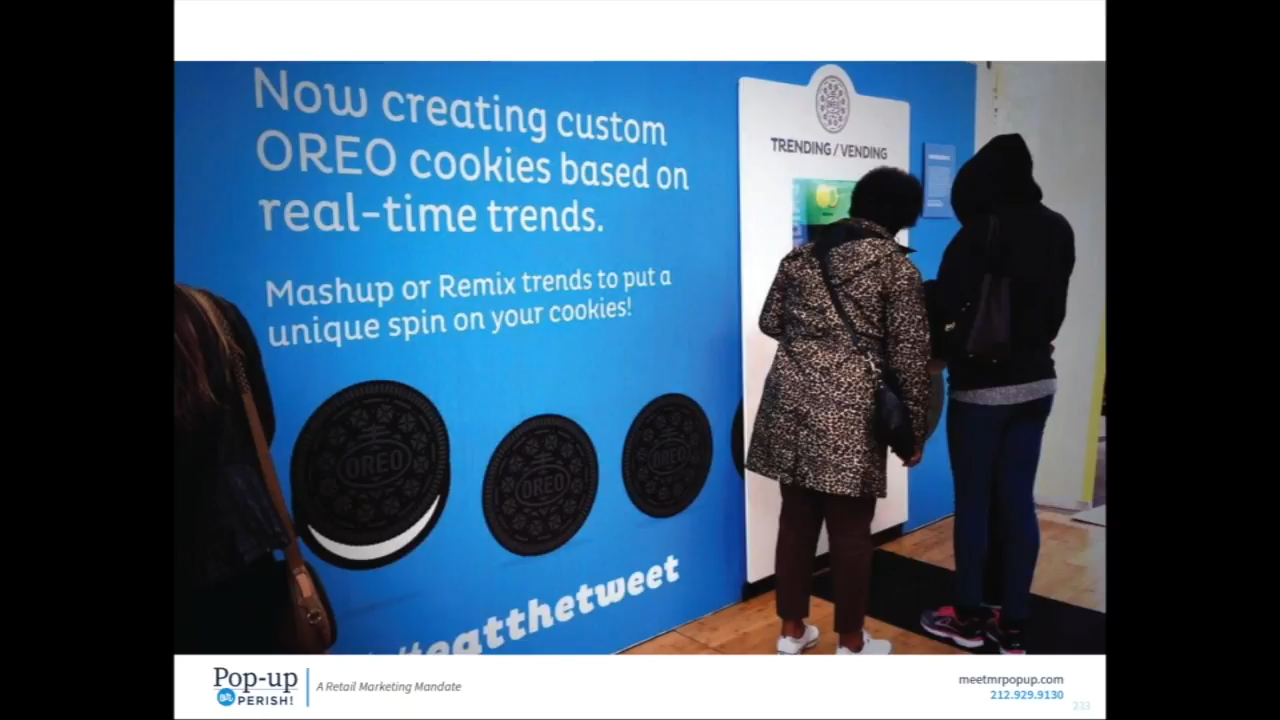 Now creating custom
OREO cookies based on
real-time trends.
Mashup or Remix trends to put a
unique spin on your cookies!
OREO
OREO
OREO
#eatthetweet
TRENDING / VENDING
Pop-up
OR PERISH!
A Retail Marketing Mandate
meetmrpopup.com
212.929.9130
233